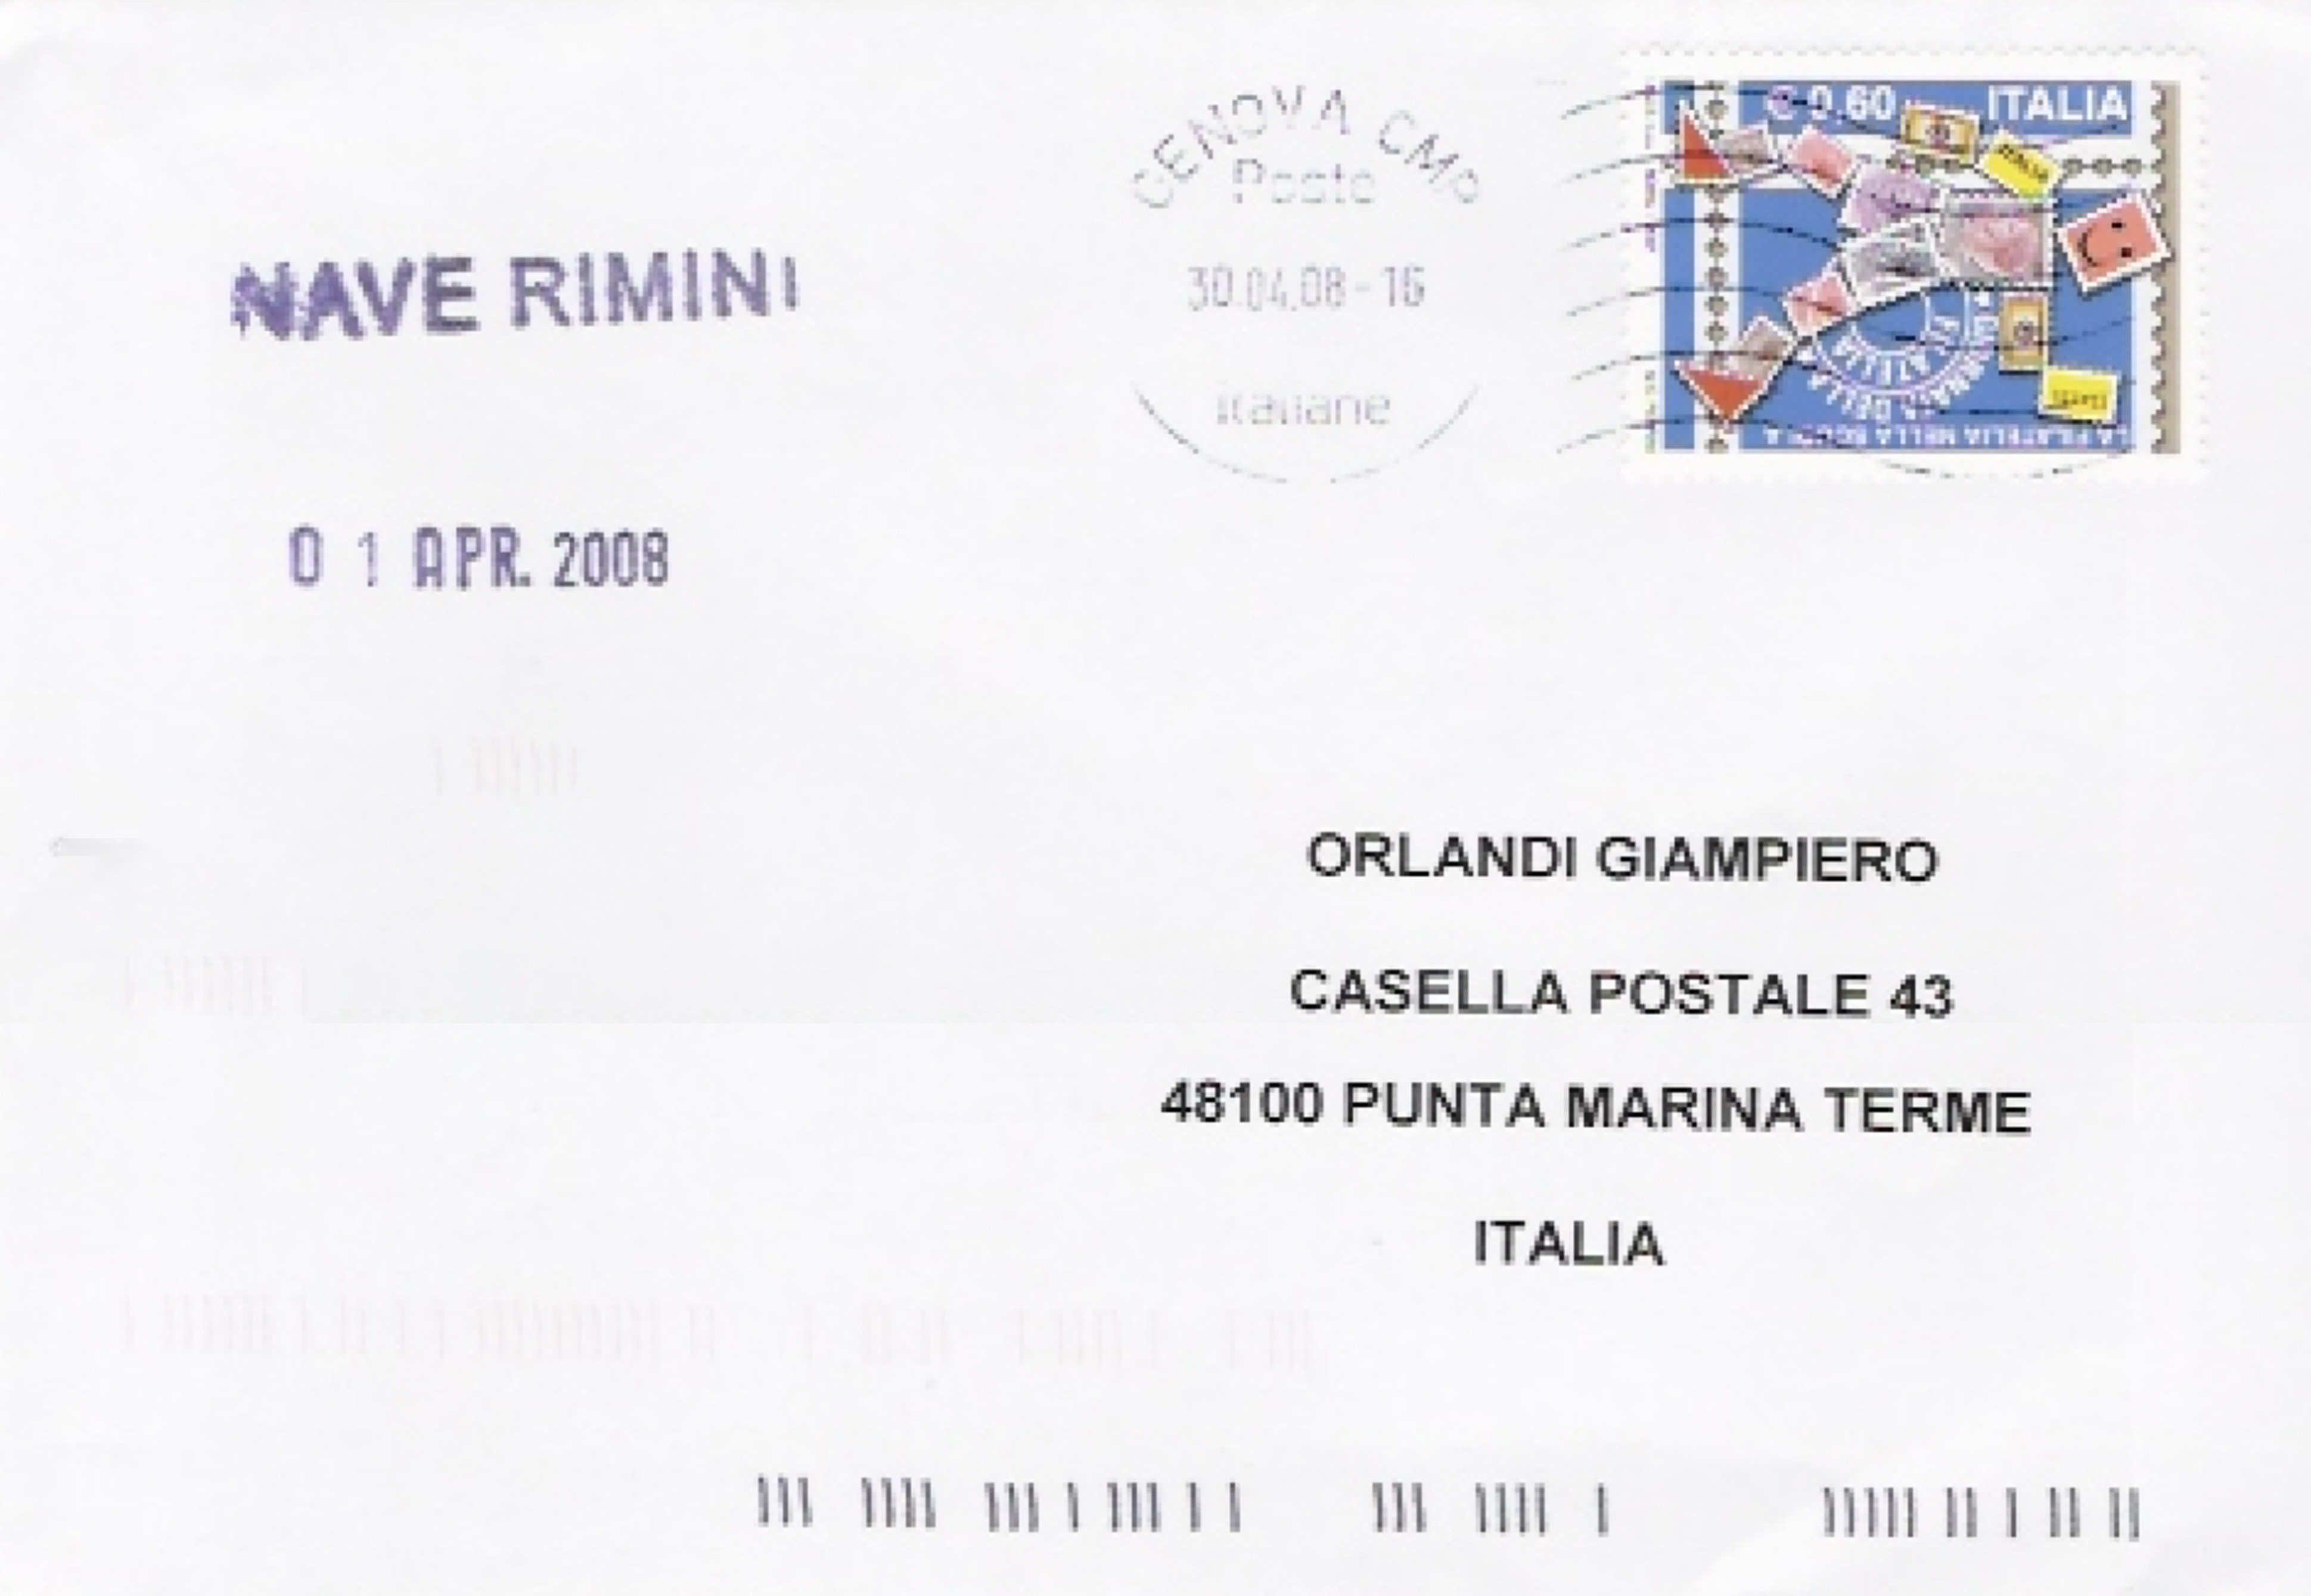 GENOVA CMP
Poste
30.04.08-16
italiane
€ 0.60 ITALIA
NAVE RIMINI
01 APR. 2008
ORLANDI GIAMPIERO
CASELLA POSTALE 43
48100 PUNTA MARINA TERME
ITALIA